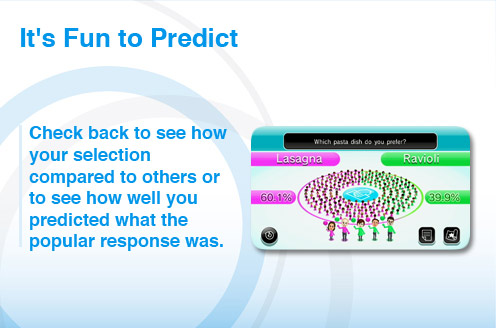 It's Fun to Predict
Check back to see how
your selection
compared to others or
to see how well you
predicted what the
popular response was.
Which pasta dish do you prefer?
Lasagna
Ravioli
60.1%
39.9%